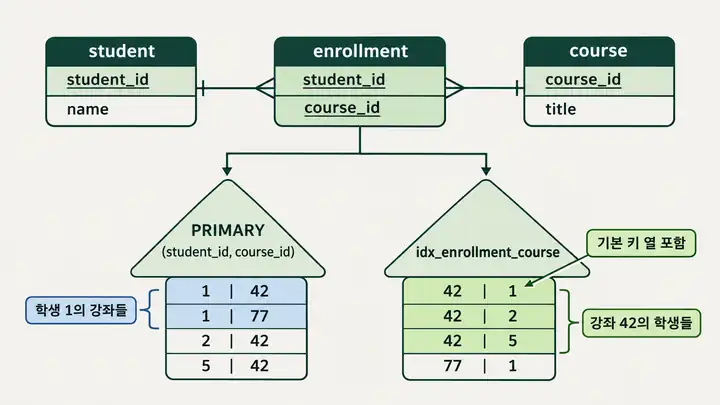 student
student_id
name
enrollment
student_id
course_id
course
course_id
title
PRIMARY
(student_id, course_id)
1 | 42
1 | 77
2 | 42
5 | 42
학생 1의 강좌들
idx_enrollment_course
42 | 1
42 | 2
42 | 5
77 | 1
기본 키 열 포함
강좌 42의 학생들